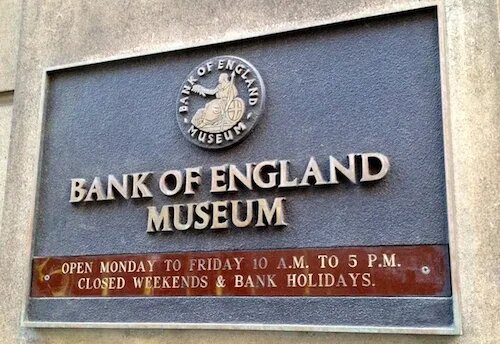 BANK OF ENGLAND
MUSEUM
BANK OF ENGLAND
MUSEUM
OPEN MONDAY TO FRIDAY 10 A.M. TO 5 P.M.
CLOSED WEEKENDS & BANK HOLIDAYS.